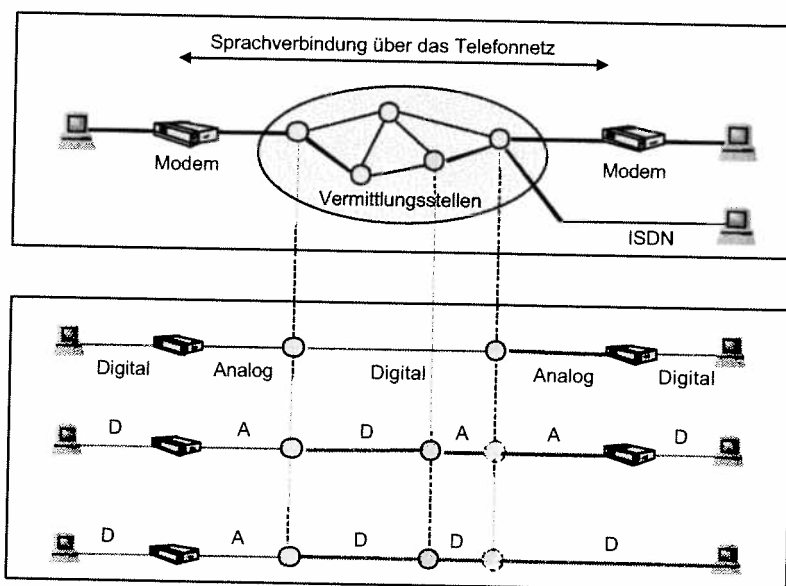 Sprachverbindung über das Telefonnetz
Modem
Vermittlungsstellen
Modem
ISDN
Digital Analog Digital Analog Digital
D A D A A D
D A D D D